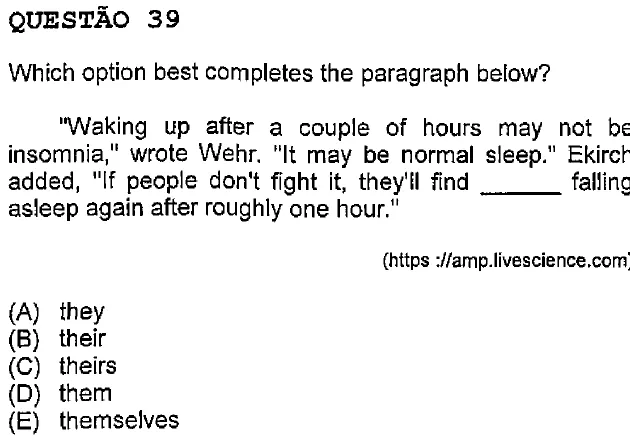 QUESTÃO 39
Which option best completes the paragraph below?
"Waking up after a couple of hours may not be
insomnia," wrote Wehr. "It may be normal sleep." Ekirch
added, "If people don't fight it, they'll find ______ falling
asleep again after roughly one hour."
(https ://amp.livescience.com)
(A) they
(B) their
(C) theirs
(D) them
(E) themselves